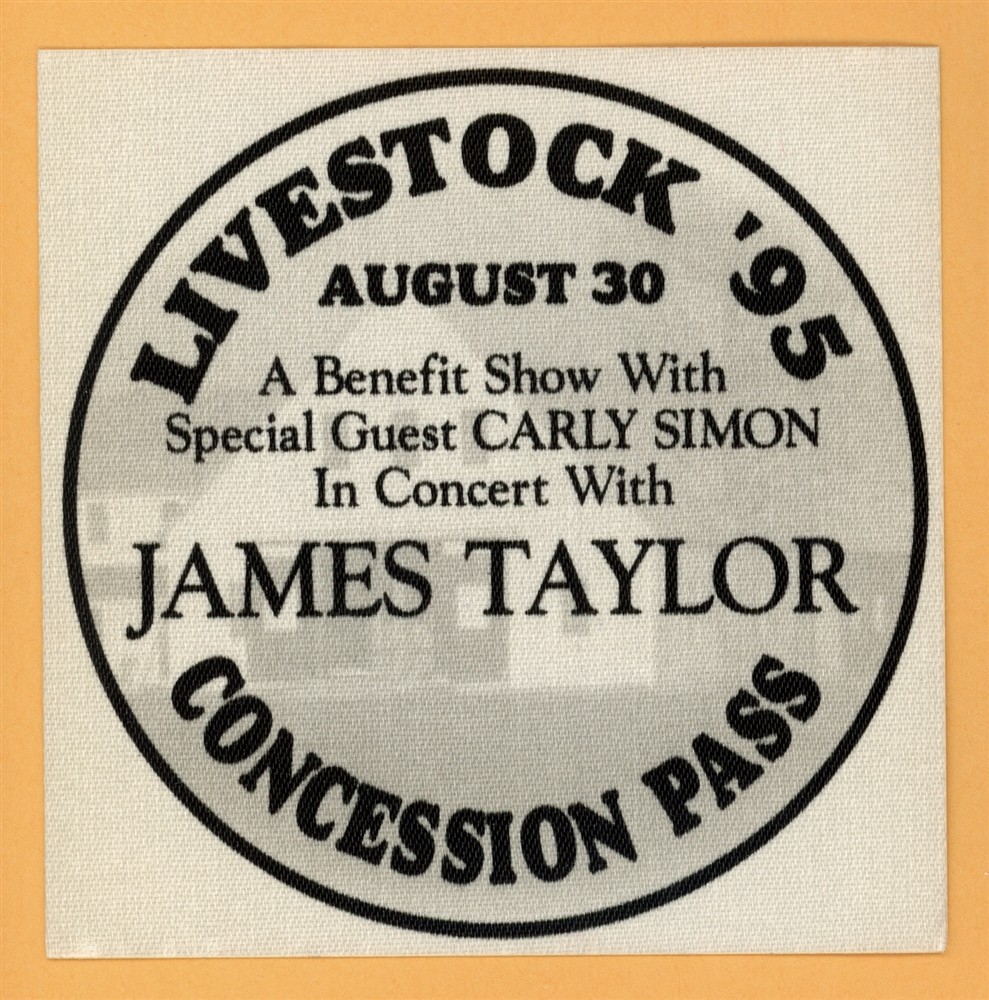 LIVESTOCK '95
AUGUST 30
A Benefit Show With
Special Guest CARLY SIMON
In Concert With
JAMES TAYLOR
CONCESSION PASS